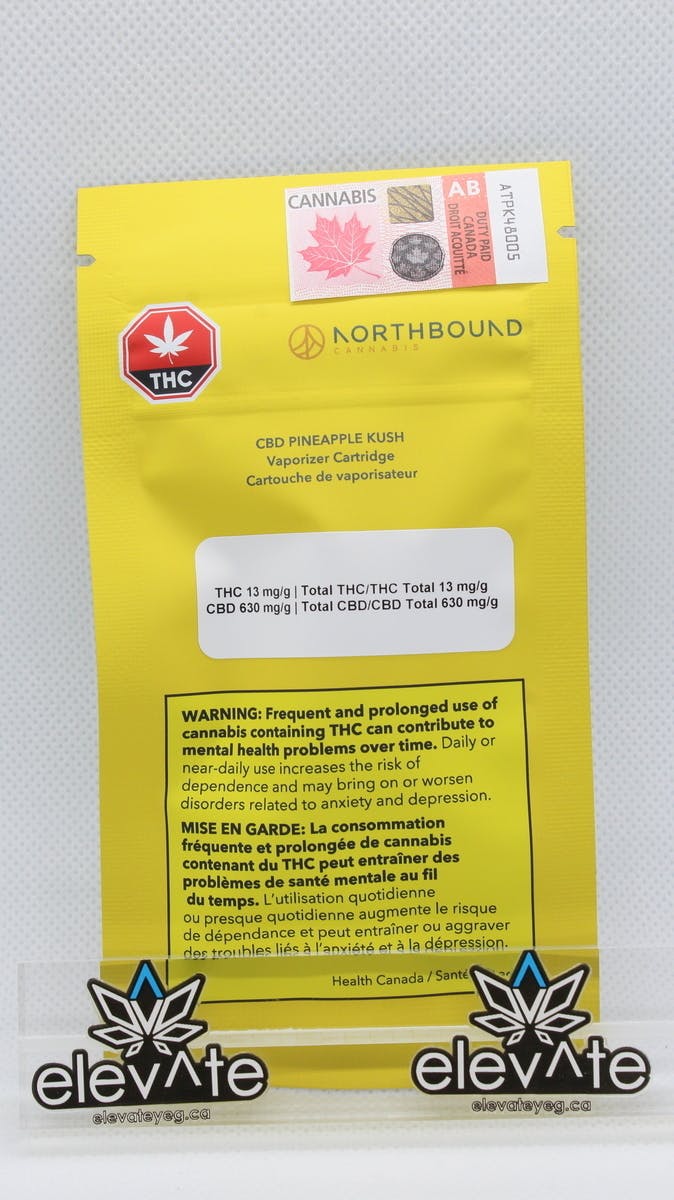 CANNABIS
AB
DUTY PAID
CANADA
DROIT ACQUITTÉ
ATPK48005
THC
NORTHBOUND
CANNABIS
CBD PINEAPPLE KUSH
Vaporizer Cartridge
Cartouche de vaporisateur
THC 13 mg/g | Total THC/THC Total 13 mg/g
CBD 630 mg/g | Total CBD/CBD Total 630 mg/g
WARNING: Frequent and prolonged use of
cannabis containing THC can contribute to
mental health problems over time. Daily or
near-daily use increases the risk of
dependence and may bring on or worsen
disorders related to anxiety and depression.
MISE EN GARDE: La consommation
fréquente et prolongée de cannabis
contenant du THC peut entraîner des
problèmes de santé mentale au fil
du temps. L'utilisation quotidienne
ou presque quotidienne augmente le risque
de dépendance et peut entraîner ou aggraver
des troubles liés à l'anxiété et à la dépression.
Health Canada / Santé
elevate
elevateyeg.ca
elevate
elevateyeg.ca